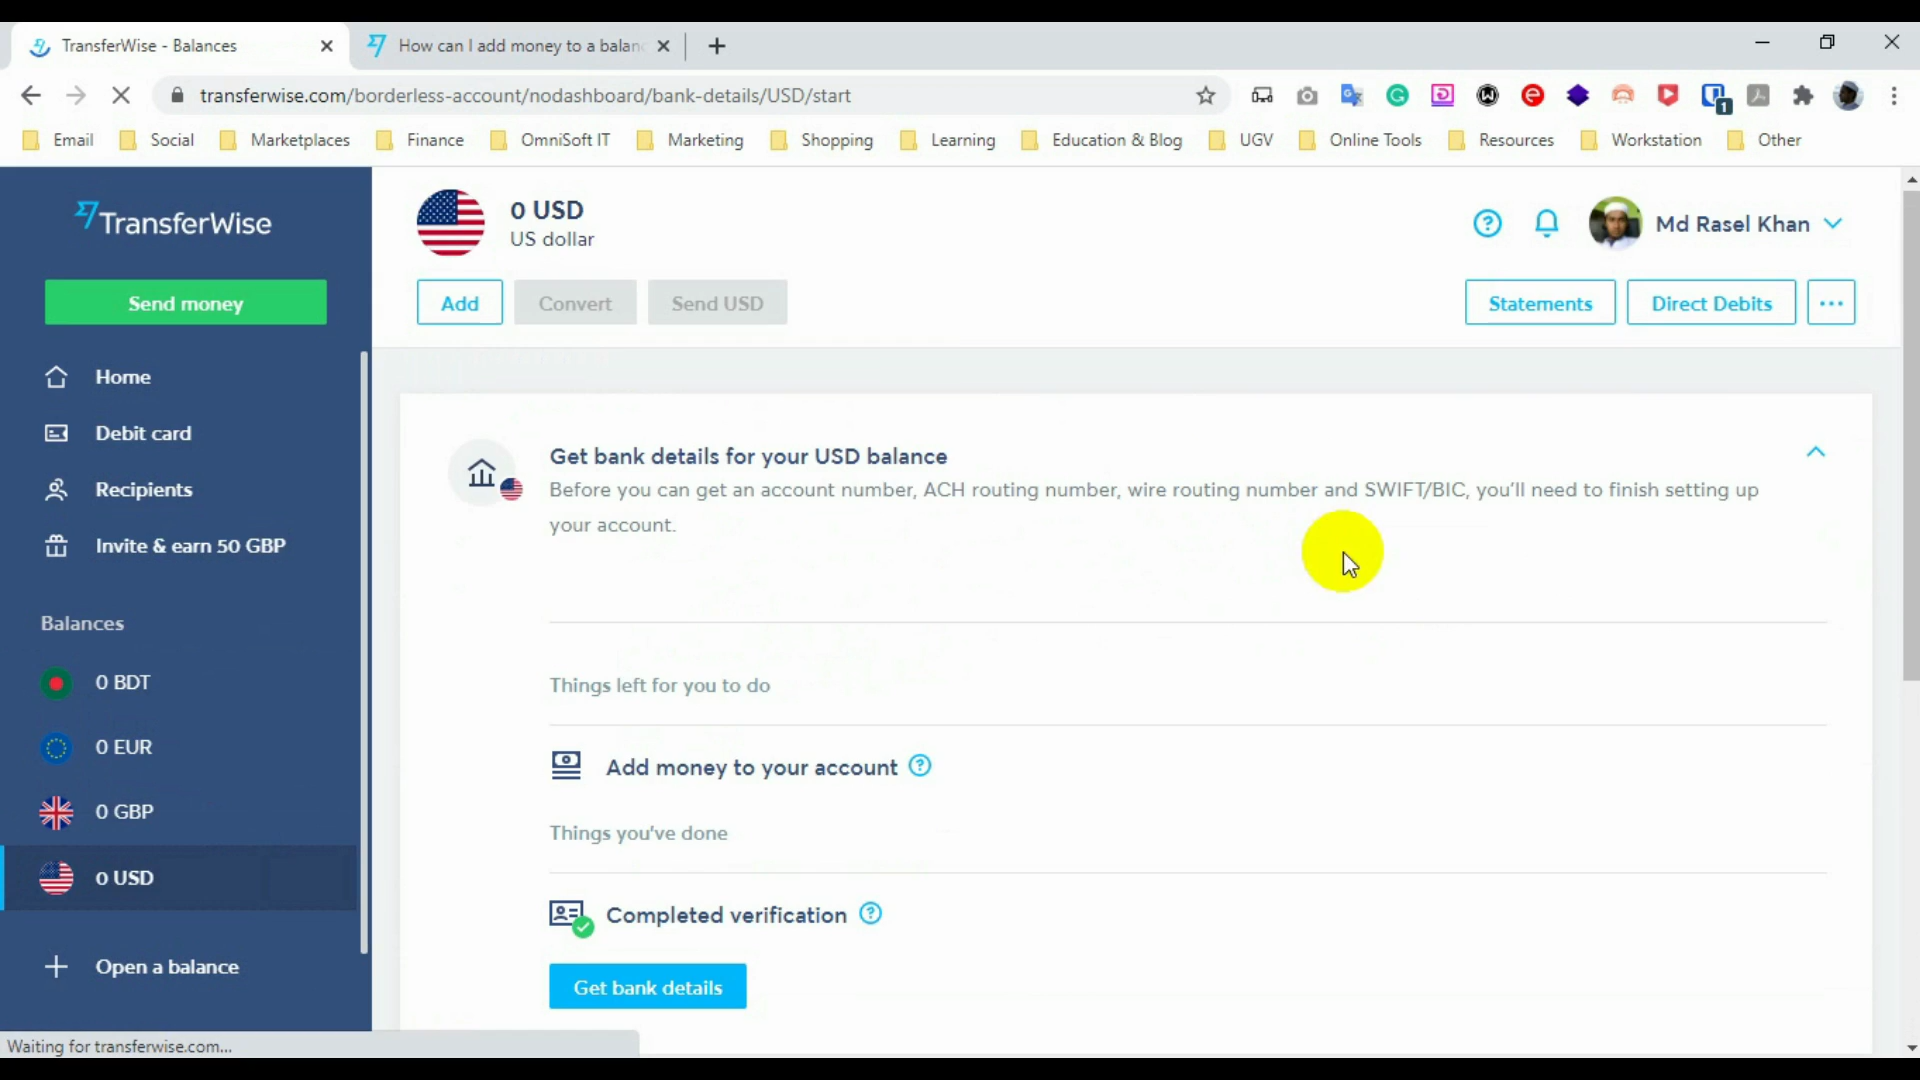 TransferWise - Balances
How can I add money to a balan
transferwise.com/borderless-account/nodashboard/bank-details/USD/start
1
Email
Social
Marketplaces
Finance
OmniSoft IT
Marketing
Shopping
Learning
Education & Blog
UGV
Online Tools
Resources
Workstation
Other
TransferWise
Send money
Home
Debit card
Recipients
Invite & earn 50 GBP
Balances
0 BDT
0 EUR
0 GBP
0 USD
Open a balance
0 USD
US dollar
Md Rasel Khan
Add
Convert
Send USD
Statements
Direct Debits
Get bank details for your USD balance
Before you can get an account number, ACH routing number, wire routing number and SWIFT/BIC, you'll need to finish setting up
your account.
Things left for you to do
Add money to your account
Things you've done
Completed verification
Get bank details
Waiting for transferwise.com...